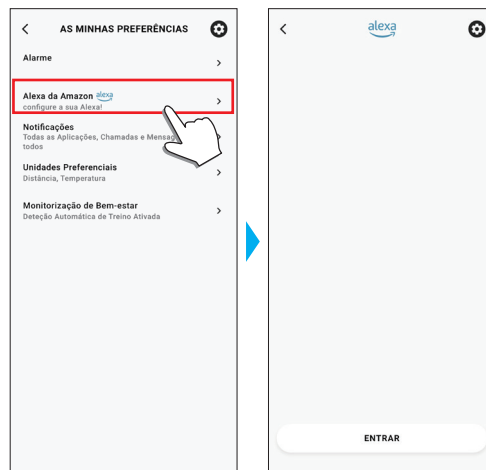 AS MINHAS PREFERÊNCIAS
Alarme
Alexa da Amazon alexa
configure a sua Alexa!
Notificações
Todas as Aplicações, Chamadas e
todos
Unidades Preferenciais
Distância, Temperatura
Monitorização de Bem-estar
Deteção Automática de Treino Ativada
alexa
ENTRAR